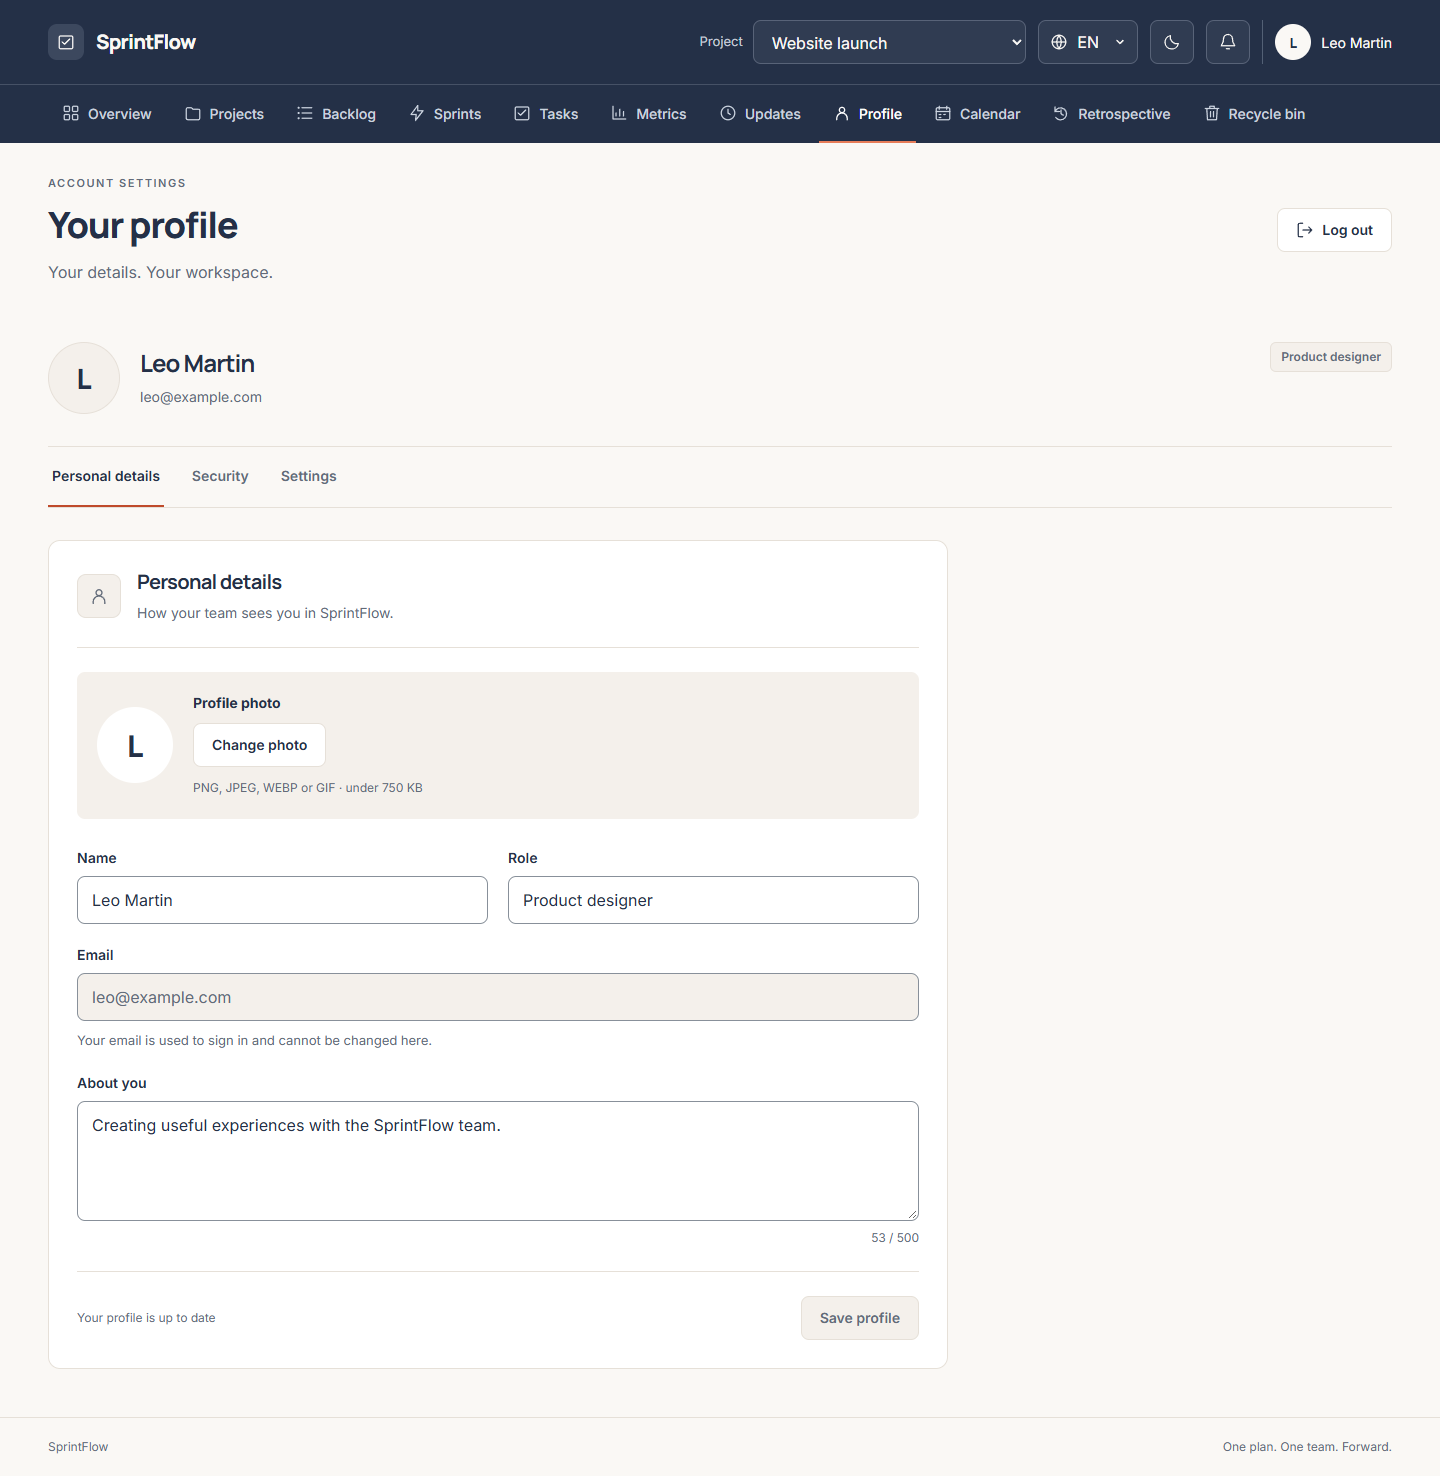 SprintFlow
Project
Website launch
EN
L
Leo Martin
Overview
Projects
Backlog
Sprints
Tasks
Metrics
Updates
Profile
Calendar
Retrospective
Recycle bin
ACCOUNT SETTINGS
Your profile
Your details. Your workspace.
Log out
L
Leo Martin
leo@example.com
Product designer
Personal details
Security
Settings
Personal details
How your team sees you in SprintFlow.
L
Profile photo
Change photo
PNG, JPEG, WEBP or GIF · under 750 KB
Name
Role
Leo Martin
Product designer
Email
leo@example.com
Your email is used to sign in and cannot be changed here.
About you
Creating useful experiences with the SprintFlow team.
53 / 500
Your profile is up to date
Save profile
SprintFlow
One plan. One team. Forward.